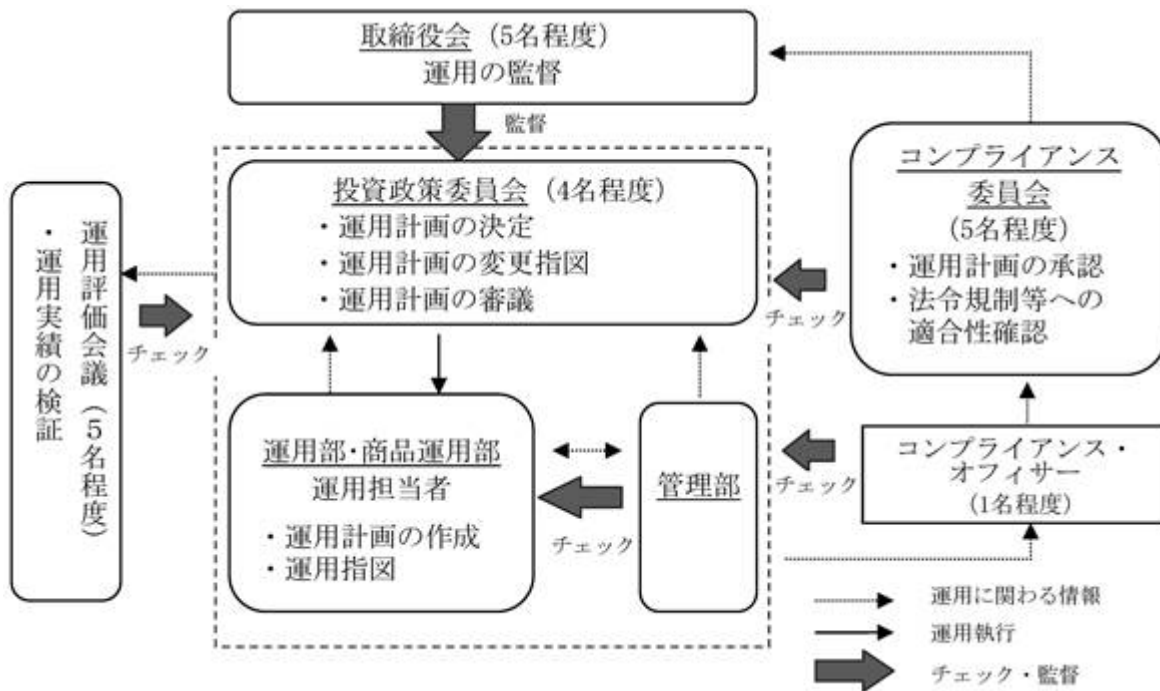 取締役会（5名程度）
運用の監督
監督
投資政策委員会（4名程度）
・運用計画の決定
・運用計画の変更指図
・運用計画の審議
コンプライアンス
委員会
（5名程度）
・運用計画の承認
・法令規制等への
適合性確認
チェック
運用評価会議（５名程度）
・運用実績の検証
チェック
運用部・商品運用部
運用担当者
・運用計画の作成
・運用指図
チェック
管理部
チェック
コンプライアンス・
オフィサー
（1名程度）
運用に関わる情報
運用執行
チェック・監督